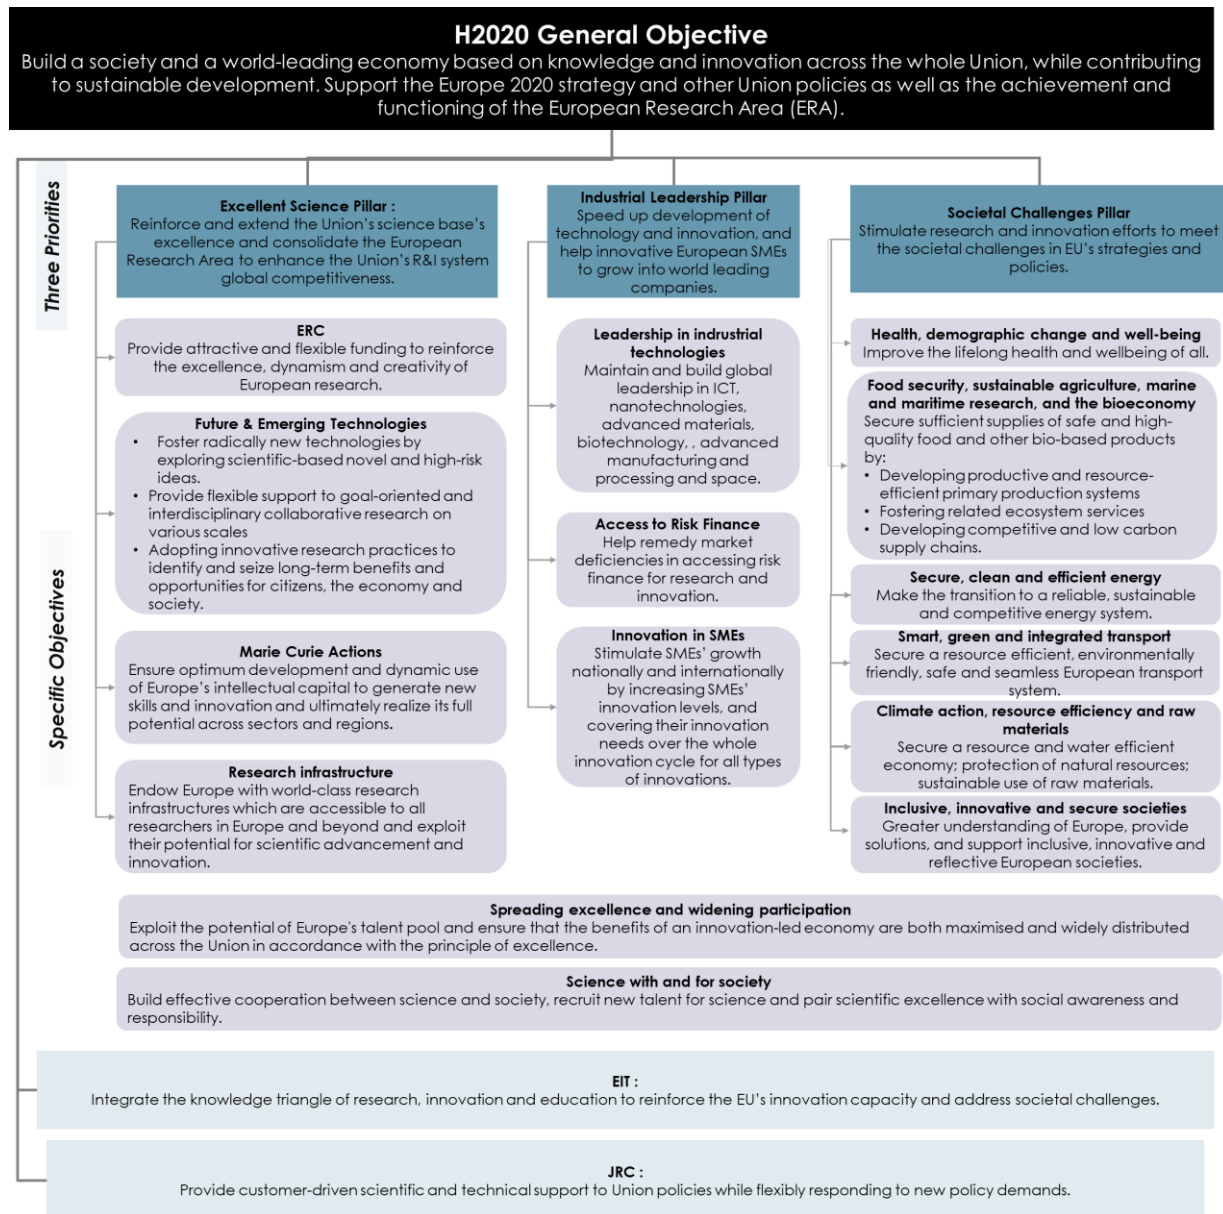 H2020 General Objective
Build a society and a world-leading economy based on knowledge and innovation across the whole Union, while contributing
to sustainable development. Support the Europe 2020 strategy and other Union policies as well as the achievement and
functioning of the European Research Area (ERA).
Three Priorities
Excellent Science Pillar :
Reinforce and extend the Union's science base's
excellence and consolidate the European
Research Area to enhance the Union's R&I system
global competitiveness.
Industrial Leadership Pillar
Speed up development of
technology and innovation, and
help innovative European SMEs
to grow into world leading
companies.
Societal Challenges Pillar
Stimulate research and innovation efforts to meet
the societal challenges in EU's strategies and
policies.
Specific Objectives
ERC
Provide attractive and flexible funding to reinforce
the excellence, dynamism and creativity of
European research.
Future & Emerging Technologies
• Foster radically new technologies by
exploring scientific-based novel and high-risk
ideas.
• Provide flexible support to goal-oriented and
interdisciplinary collaborative research on
various scales
• Adopting innovative research practices to
identify and seize long-term benefits and
opportunities for citizens, the economy and
society.
Marie Curie Actions
Ensure optimum development and dynamic use
of Europe's intellectual capital to generate new
skills and innovation and ultimately realize its full
potential across sectors and regions.
Research infrastructure
Endow Europe with world-class research
infrastructures which are accessible to all
researchers in Europe and beyond and exploit
their potential for scientific advancement and
innovation.
Leadership in indrustrial
technologies
Maintain and build global
leadership in ICT,
nanotechnologies,
advanced materials,
biotechnology, , advanced
manufacturing and
processing and space.
Access to Risk Finance
Help remedy market
deficiencies in accessing risk
finance for research and
innovation.
Innovation in SMEs
Stimulate SMEs' growth
nationally and internationally
by increasing SMEs'
innovation levels, and
covering their innovation
needs over the whole
innovation cycle for all types
of innovations.
Health, demographic change and well-being
Improve the lifelong health and wellbeing of all.
Food security, sustainable agriculture, marine
and maritime research, and the bioeconomy
Secure sufficient supplies of safe and high-
quality food and other bio-based products
by:
• Developing productive and resource-
efficient primary production systems
• Fostering related ecosystem services
• Developing competitive and low carbon
supply chains.
Secure, clean and efficient energy
Make the transition to a reliable, sustainable
and competitive energy system.
Smart, green and integrated transport
Secure a resource efficient, environmentally
friendly, safe and seamless European transport
system.
Climate action, resource efficiency and raw
materials
Secure a resource and water efficient
economy; protection of natural resources;
sustainable use of raw materials.
Inclusive, innovative and secure societies
Greater understanding of Europe, provide
solutions, and support inclusive, innovative and
reflective European societies.
Spreading excellence and widening participation
Exploit the potential of Europe's talent pool and ensure that the benefits of an innovation-led economy are both maximised and widely distributed
across the Union in accordance with the principle of excellence.
Science with and for society
Build effective cooperation between science and society, recruit new talent for science and pair scientific excellence with social awareness and
responsibility.
EIT :
Integrate the knowledge triangle of research, innovation and education to reinforce the EU's innovation capacity and address societal challenges.
JRC :
Provide customer-driven scientific and technical support to Union policies while flexibly responding to new policy demands.